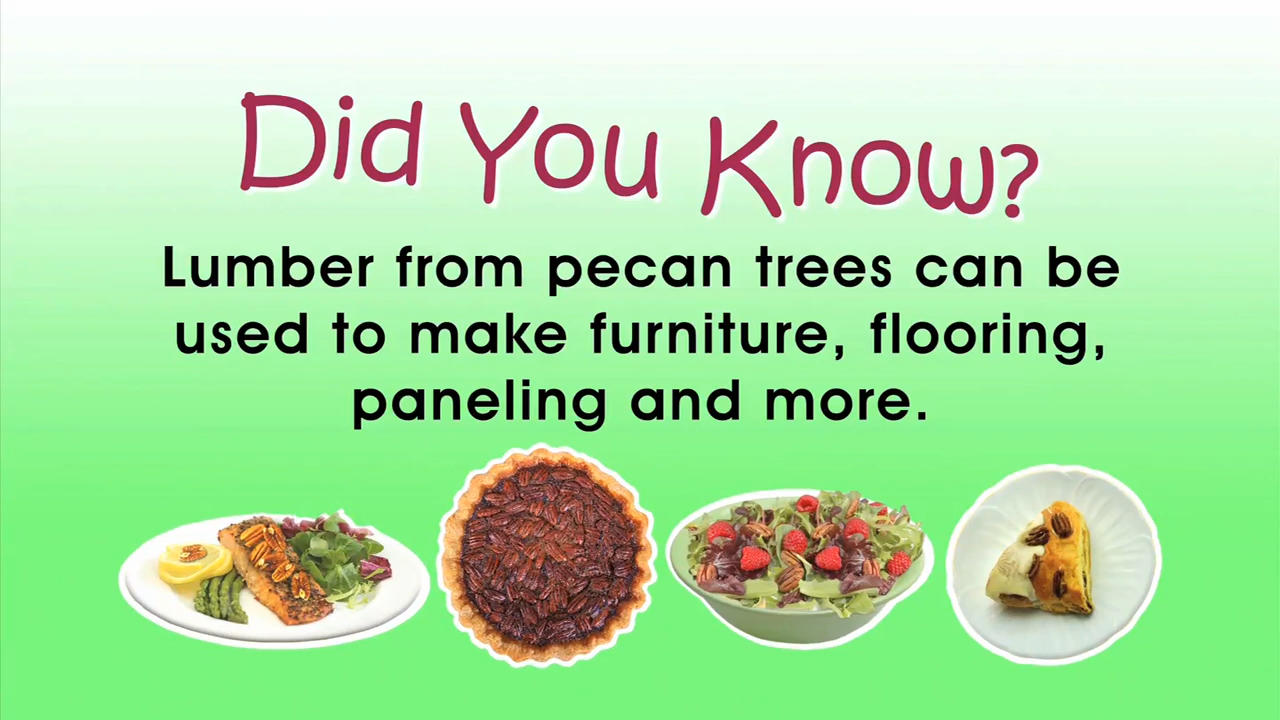 Did You Know?
Lumber from pecan trees can be
used to make furniture, flooring,
paneling and more.